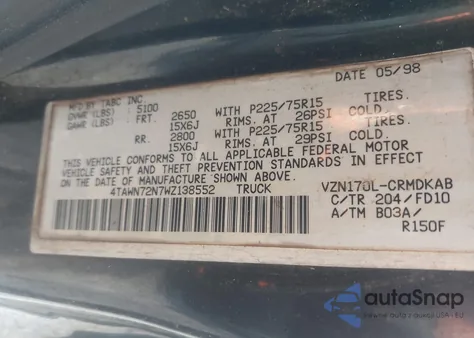 DATE 05/98
MFG BY TABC INC.
GVWR (LBS) 5100
GAWR (LBS) FRT. 2650 WITH P225/75R15 TIRES.
15X6J RIMS. AT 26PSI COLD.
RR. 2800 WITH P225/75R15 TIRES.
15X6J RIMS. AT 29PSI COLD.
THIS VEHICLE CONFORMS TO ALL APPLICABLE FEDERAL MOTOR
VEHICLE SAFETY AND THEFT PREVENTION STANDARDS IN EFFECT
ON THE DATE OF MANUFACTURE SHOWN ABOVE.
4TAWN72N7WZ138552 TRUCK VZN170L-CRMDKAB
C/TR 204/FD10
A/TM B03A/
R150F
autoSnap